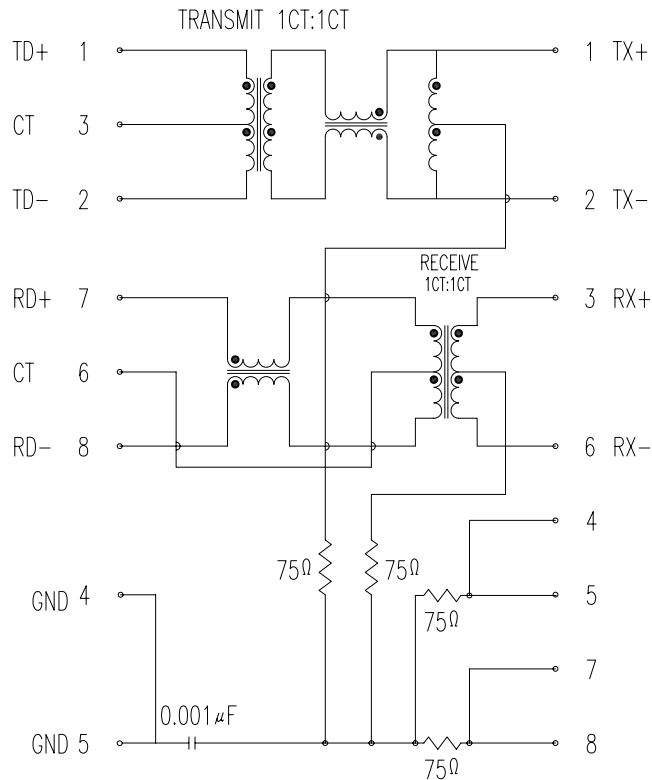 TRANSMIT 1CT:1CT
TD+ 1
1 TX+
CT 3
TD- 2
2 TX-
RECEIVE
1CT:1CT
RD+ 7
3 RX+
CT 6
RD- 8
6 RX-
4
75Ω
75Ω
GND 4
5
75Ω
7
0.001μF
GND 5
8
75Ω